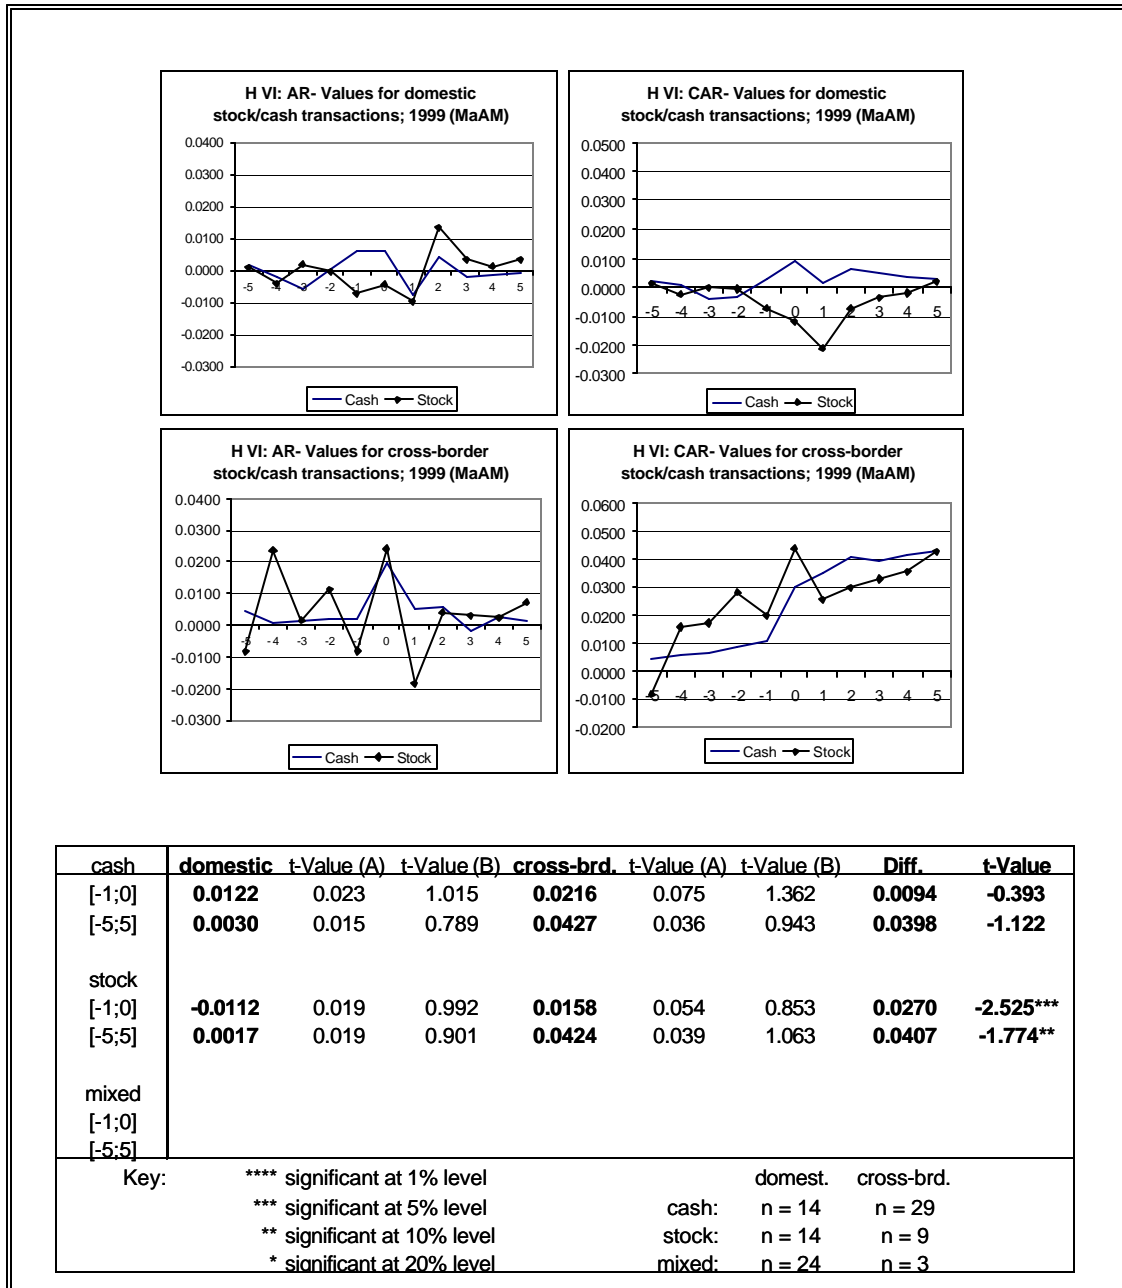 H VI: AR- Values for domestic
stock/cash transactions; 1999 (MaAM)
0.0400
0.0300
0.0200
0.0100
0.0000
-0.0100
-0.0200
-0.0300
-5 -4 -3 -2 -1 0 1 2 3 4 5
Cash Stock
H VI: CAR- Values for domestic
stock/cash transactions; 1999 (MaAM)
0.0500
0.0400
0.0300
0.0200
0.0100
0.0000
-0.0100
-0.0200
-0.0300
-5 -4 -3 -2 -1 0 1 2 3 4 5
Cash Stock
H VI: AR- Values for cross-border
stock/cash transactions; 1999 (MaAM)
0.0400
0.0300
0.0200
0.0100
0.0000
-0.0100
-0.0200
-0.0300
-5 -4 -3 -2 -1 0 1 2 3 4 5
Cash Stock
H VI: CAR- Values for cross-border
stock/cash transactions; 1999 (MaAM)
0.0600
0.0500
0.0400
0.0300
0.0200
0.0100
0.0000
-0.0100
-0.0200
-5 -4 -3 -2 -1 0 1 2 3 4 5
Cash Stock
cash domestic t-Value (A) t-Value (B) cross-brd. t-Value (A) t-Value (B) Diff. t-Value
[-1;0] 0.0122 0.023 1.015 0.0216 0.075 1.362 0.0094 -0.393
[-5;5] 0.0030 0.015 0.789 0.0427 0.036 0.943 0.0398 -1.122
stock
[-1;0] -0.0112 0.019 0.992 0.0158 0.054 0.853 0.0270 -2.525***
[-5;5] 0.0017 0.019 0.901 0.0424 0.039 1.063 0.0407 -1.774**
mixed
[-1;0]
[-5;5]
Key: **** significant at 1% level domest. cross-brd.
*** significant at 5% level cash: n = 14 n = 29
** significant at 10% level stock: n = 14 n = 9
* significant at 20% level mixed: n = 24 n = 3